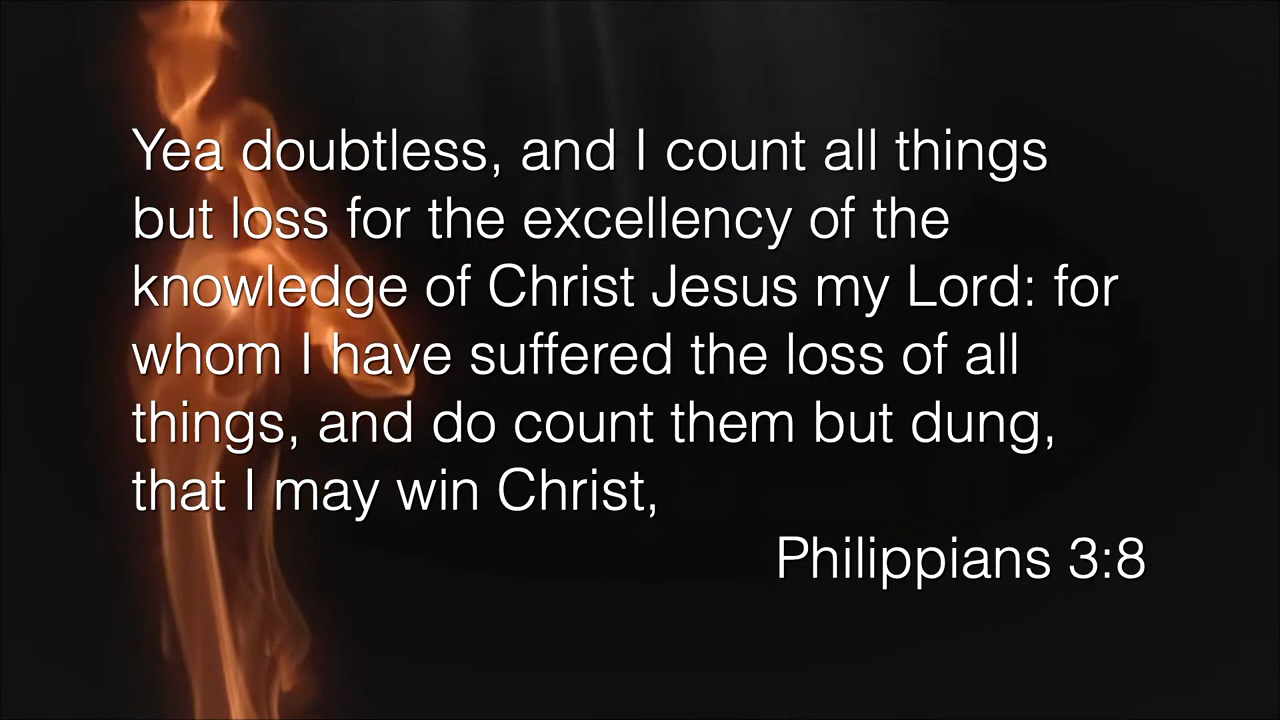 Yea doubtless, and I count all things
but loss for the excellency of the
knowledge of Christ Jesus my Lord: for
whom I have suffered the loss of all
things, and do count them but dung,
that I may win Christ,
Philippians 3:8